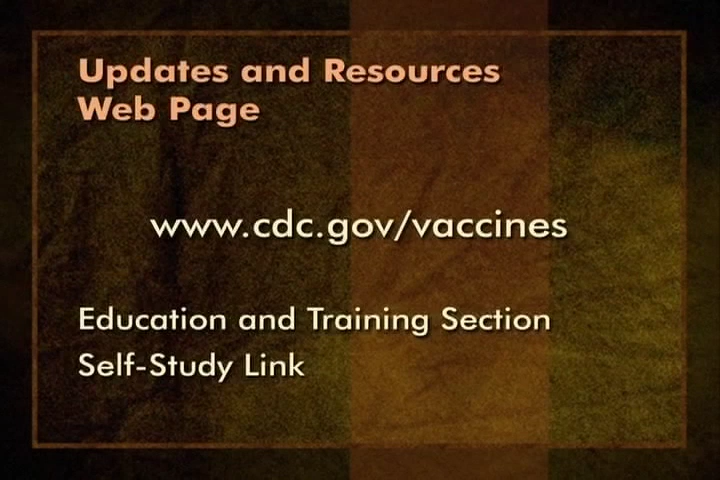 Updates and Resources
Web Page
www.cdc.gov/vaccines
Education and Training Section
Self-Study Link